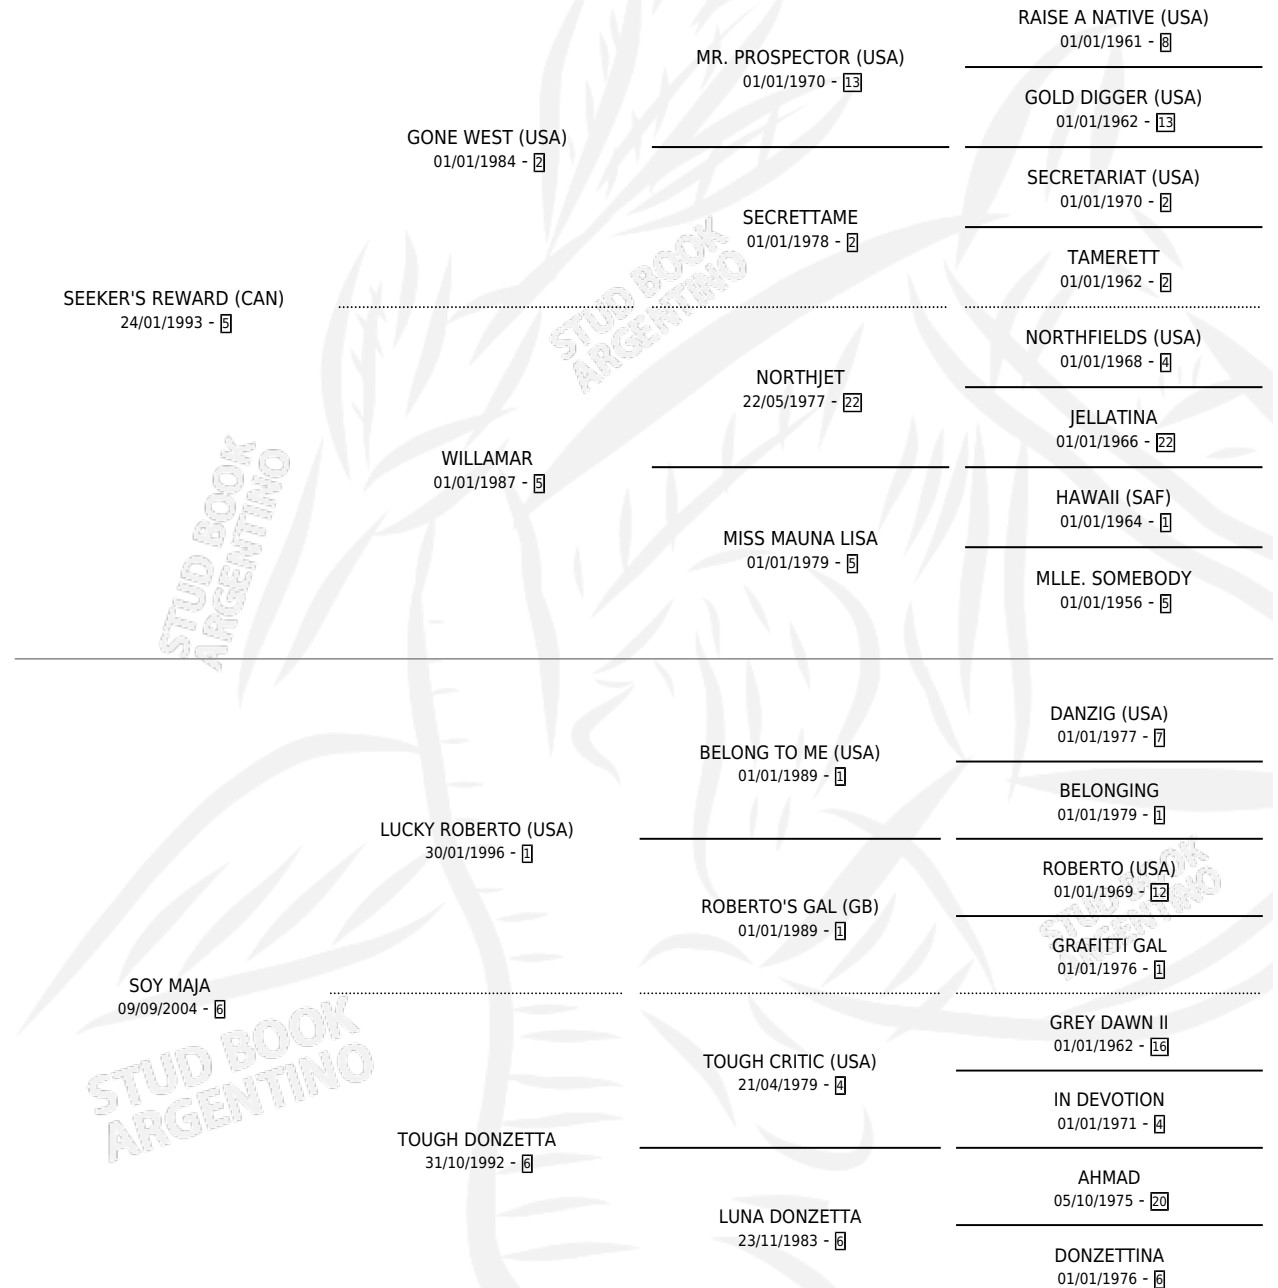 RAISE A NATIVE (USA)
01/01/1961 - 8
MR. PROSPECTOR (USA)
01/01/1970 - 13
GOLD DIGGER (USA)
01/01/1962 - 13
GONE WEST (USA)
01/01/1984 - 2
SECRETARIAT (USA)
01/01/1970 - 2
SECRETTAME
01/01/1978 - 2
TAMERETT
01/01/1962 - 2
SEEKER'S REWARD (CAN)
24/01/1993 - 5
STUD BOOK
ARGENTINO
NORTHFIELDS (USA)
01/01/1968 - 4
NORTHJET
22/05/1977 - 22
JELLATINA
01/01/1966 - 22
WILLAMAR
01/01/1987 - 5
HAWAII (SAF)
01/01/1964 - 1
MISS MAUNA LISA
01/01/1979 - 5
MLLE. SOMEBODY
01/01/1956 - 5
STUD BOOK
ARGENTINO
DANZIG (USA)
01/01/1977 - 7
BELONG TO ME (USA)
01/01/1989 - 1
BELONGING
01/01/1979 - 1
LUCKY ROBERTO (USA)
30/01/1996 - 1
ROBERTO (USA)
01/01/1969 - 12
ROBERTO'S GAL (GB)
01/01/1989 - 1
STUD BOOK
ARGENTINO
GRAFITTI GAL
01/01/1976 - 1
SOY MAJA
09/09/2004 - 6
STUD BOOK
ARGENTINO
GREY DAWN II
01/01/1962 - 16
TOUGH CRITIC (USA)
21/04/1979 - 4
IN DEVOTION
01/01/1971 - 4
TOUGH DONZETTA
31/10/1992 - 6
AHMAD
05/10/1975 - 20
LUNA DONZETTA
23/11/1983 - 6
DONZETTINA
01/01/1976 - 6